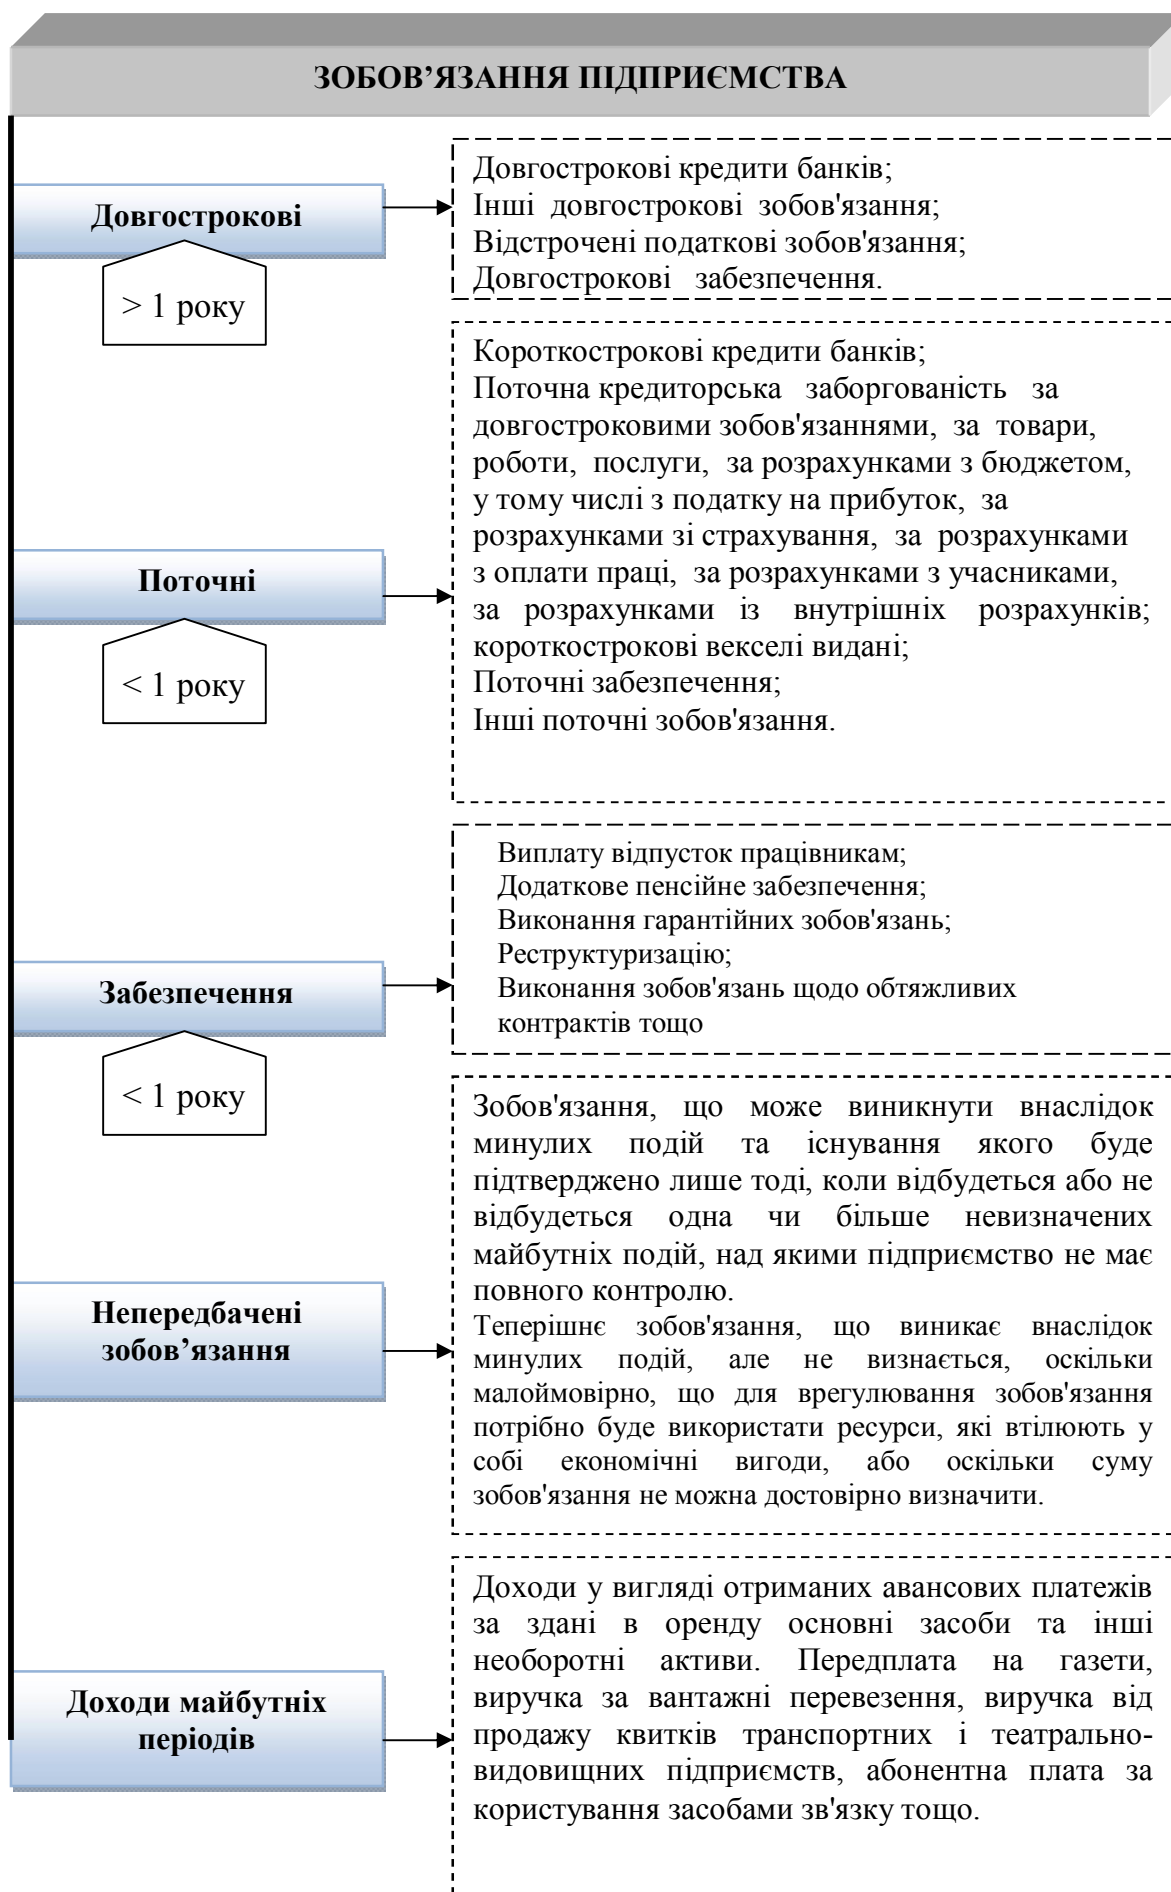 ЗОБОВ’ЯЗАННЯ ПІДПРИЄМСТВА
Довгострокові
> 1 року
Довгострокові кредити банків;
Інші довгострокові зобов'язання;
Відстрочені податкові зобов'язання;
Довгострокові забезпечення.
Поточні
< 1 року
Короткострокові кредити банків;
Поточна кредиторська заборгованість за
довгостроковими зобов'язаннями, за товари,
роботи, послуги, за розрахунками з бюджетом,
у тому числі з податку на прибуток, за
розрахунками зі страхування, за розрахунками
з оплати праці, за розрахунками з учасниками,
за розрахунками із внутрішніх розрахунків;
короткострокові векселі видані;
Поточні забезпечення;
Інші поточні зобов'язання.
Забезпечення
< 1 року
Виплату відпусток працівникам;
Додаткове пенсійне забезпечення;
Виконання гарантійних зобов'язань;
Реструктуризацію;
Виконання зобов'язань щодо обтяжливих
контрактів тощо
Непередбачені
зобов’язання
Зобов'язання, що може виникнути внаслідок
минулих подій та існування якого буде
підтверджено лише тоді, коли відбудеться або не
відбудеться одна чи більше невизначених
майбутніх подій, над якими підприємство не має
повного контролю.
Теперішнє зобов'язання, що виникає внаслідок
минулих подій, але не визнається, оскільки
малоймовірно, що для врегулювання зобов'язання
потрібно буде використати ресурси, які втілюють у
собі економічні вигоди, або оскільки суму
зобов'язання не можна достовірно визначити.
Доходи майбутніх
періодів
Доходи у вигляді отриманих авансових платежів
за здані в оренду основні засоби та інші
необоротні активи. Передплата на газети,
виручка за вантажні перевезення, виручка від
продажу квитків транспортних і театрально-
видовищних підприємств, абонентна плата за
користування засобами зв'язку тощо.